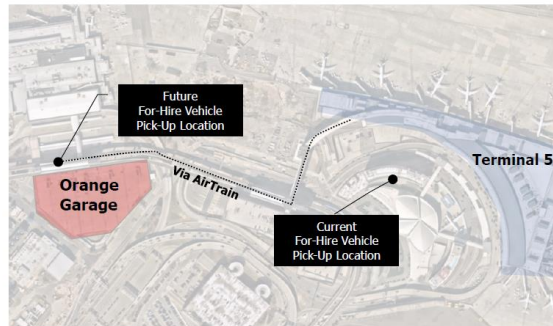 Future
For-Hire Vehicle
Pick-Up Location
Orange
Garage
Via AirTrain
Terminal 5
Current
For-Hire Vehicle
Pick-Up Location